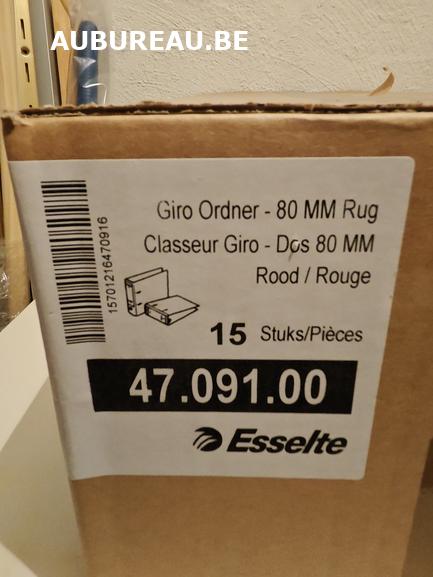 AUBUREAU.BE
Giro Ordner - 80 MM Rug
Classeur Giro - Dos 80 MM
Rood / Rouge
15 Stuks/Pièces
47.091.00
Esselte
15701216470916